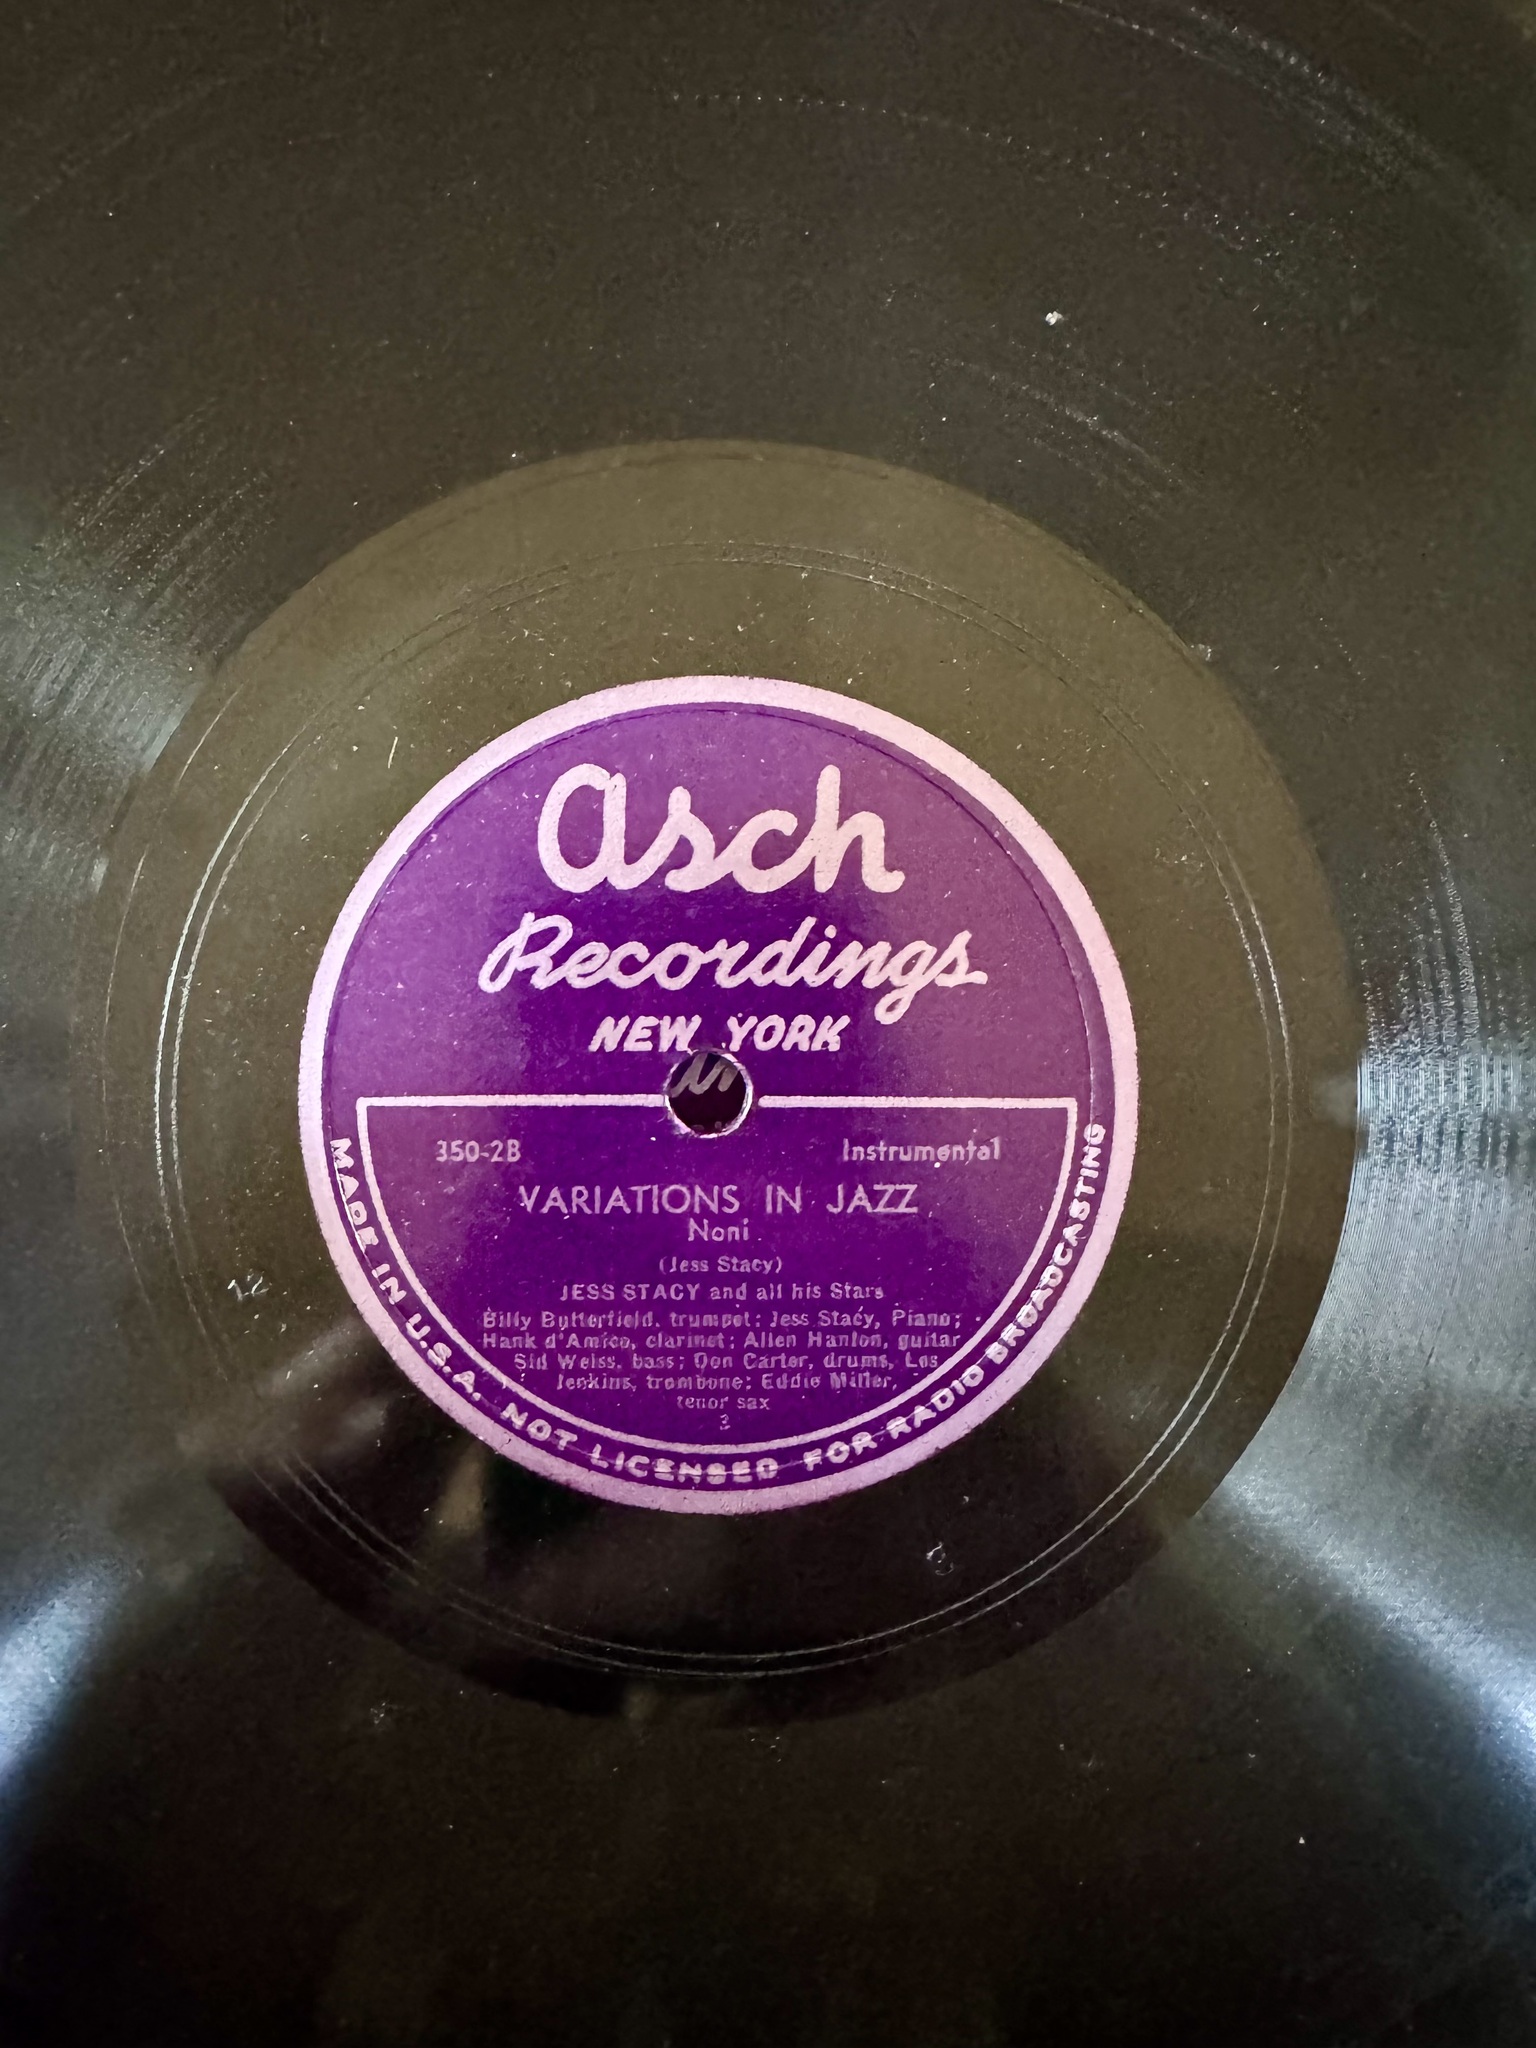 asch
Recordings
NEW YORK
350-2B Instrumental
VARIATIONS IN JAZZ
Noni
(Jess Stacy)
JESS STACY and all his Stars
Billy Butterfield, trumpet; Jess Stacy, Piano;
Hank d'Amico, clarinet; Allen Hanlon, guitar
Sid Weiss, bass; Don Carter, drums, Les
Jenkins, trombone; Eddie Miller,
tenor sax
3
MADE IN U.S.A. NOT LICENSED FOR RADIO BROADCASTING
12